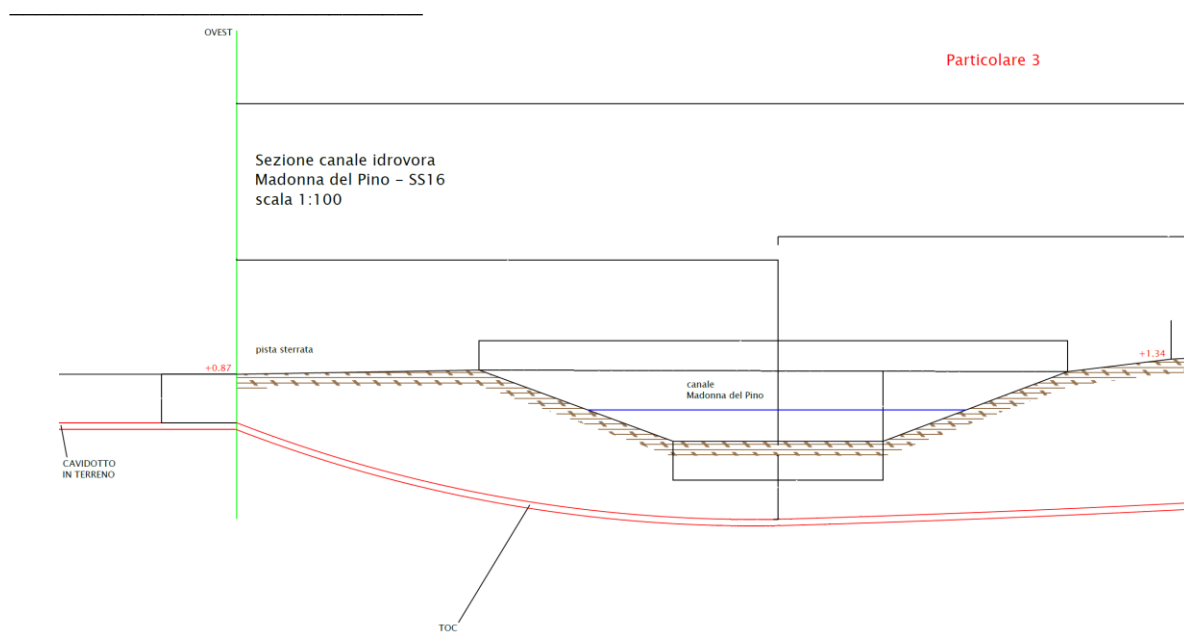 OVEST
Particolare 3
Sezione canale idrovora
Madonna del Pino - SS16
scala 1:100
pista sterrata
+0.87
+1.34
canale
Madonna del Pino
CAVIDOTTO
IN TERRENO
TOC